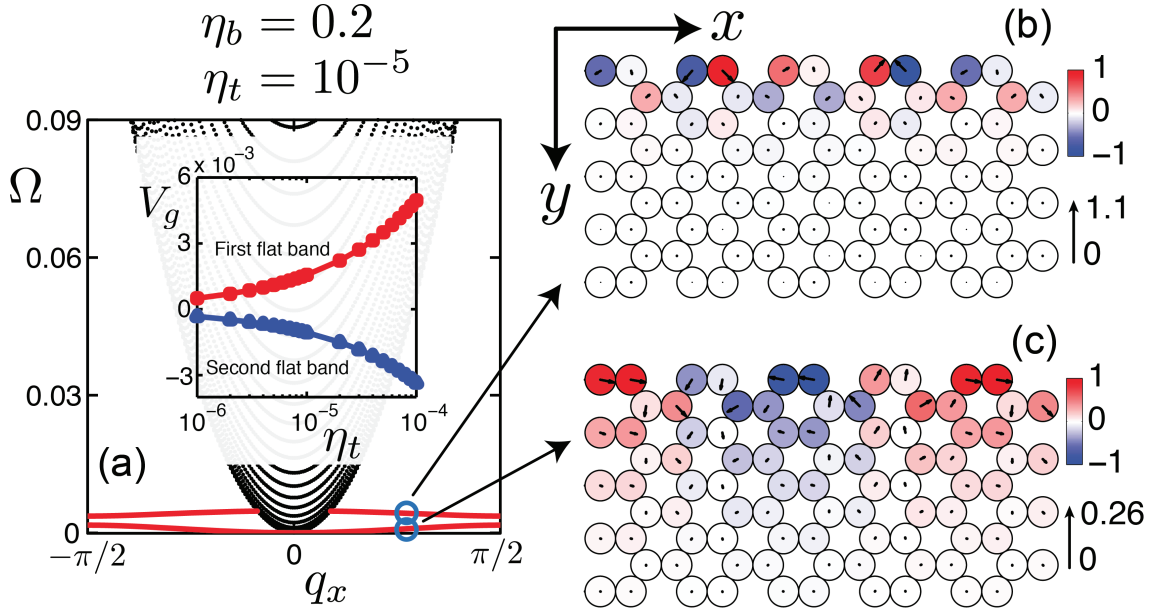 η_b = 0.2
η_t = 10^−5
0.09
Ω
0.06
0.03
0
−π/2
0
π/2
q_x
(a)
6 × 10^−3
V_g
3
0
−3
First flat band
Second flat band
10^−6
10^−5
10^−4
η_t
x
y
(b)
1
0
−1
1.1
0
(c)
1
0
−1
0.26
0